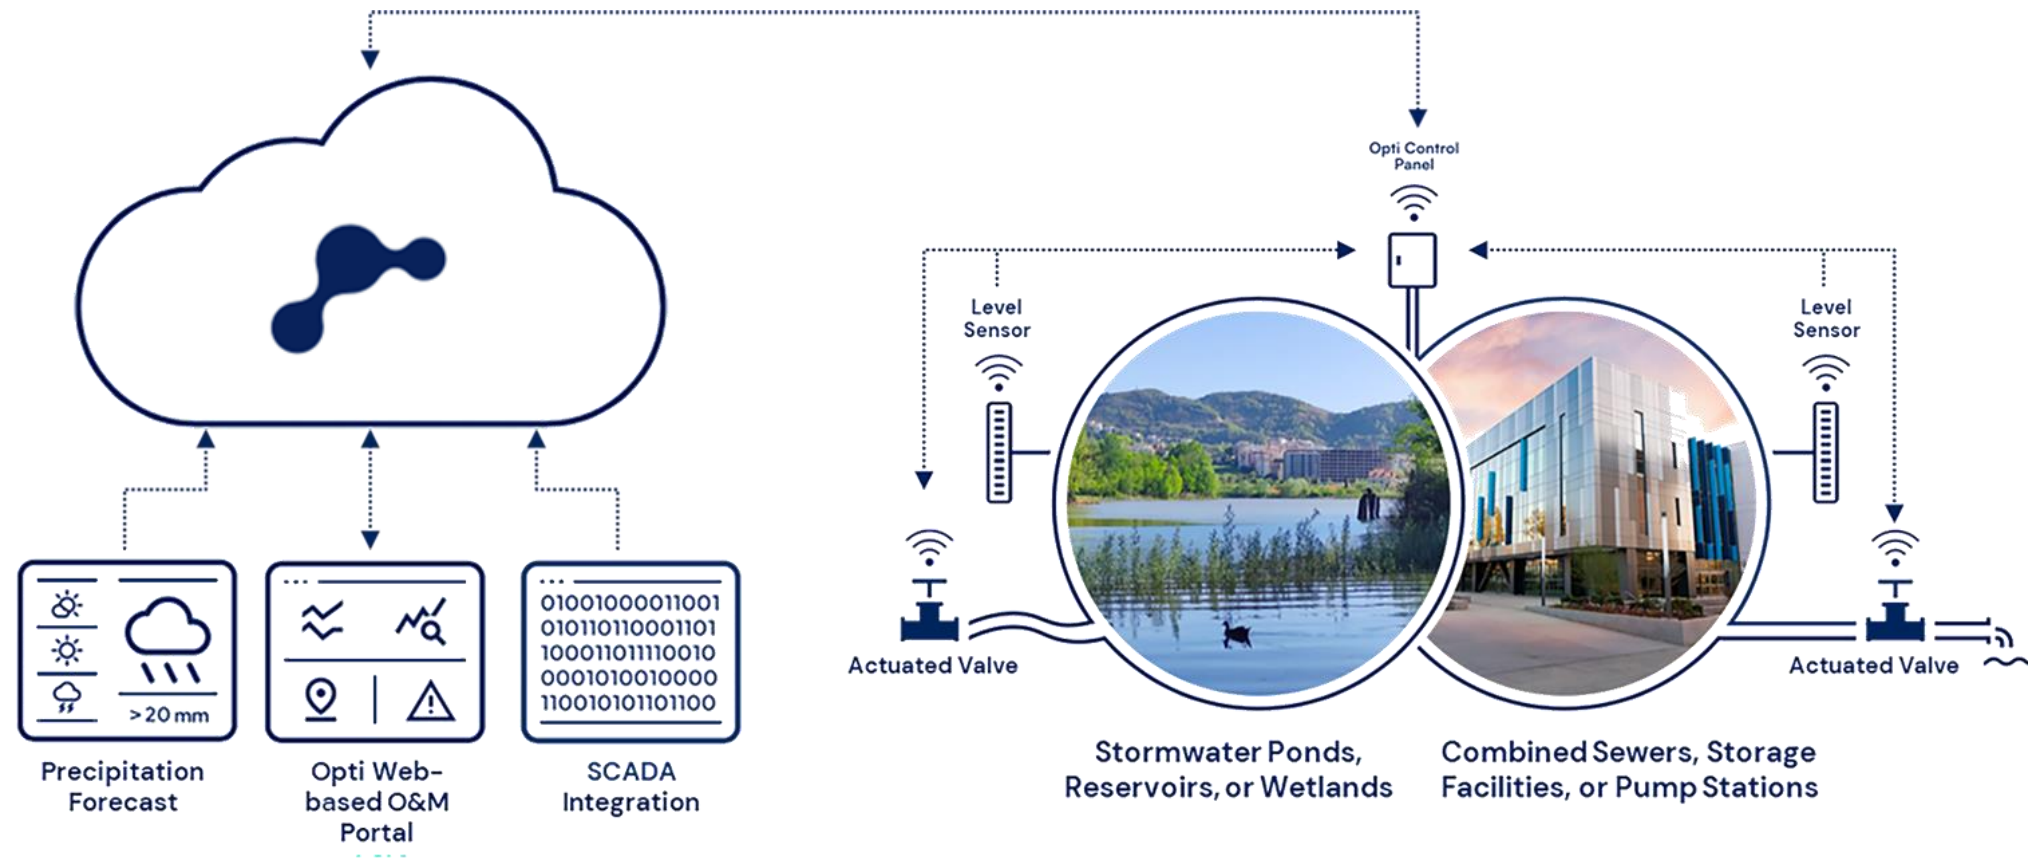 Opti Control
Panel
Level
Sensor
Level
Sensor
Actuated Valve
Actuated Valve
01001000011001
010110110001101
100011011110010
0001010010000
110010101101100
>20 mm
Stormwater Ponds,
Reservoirs, or Wetlands
Combined Sewers, Storage
Facilities, or Pump Stations
Precipitation
Forecast
Opti Web-
based O&M
Portal
SCADA
Integration